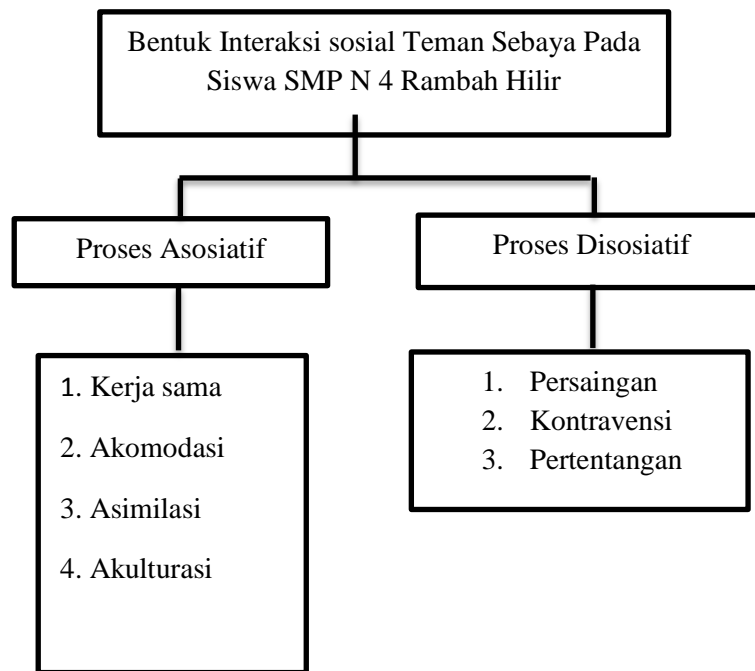 Bentuk Interaksi sosial Teman Sebaya Pada
Siswa SMP N 4 Rambah Hilir
Proses Asosiatif
Proses Disosiatif
1. Kerja sama
2. Akomodasi
3. Asimilasi
4. Akulturasi
1. Persaingan
2. Kontravensi
3. Pertentangan